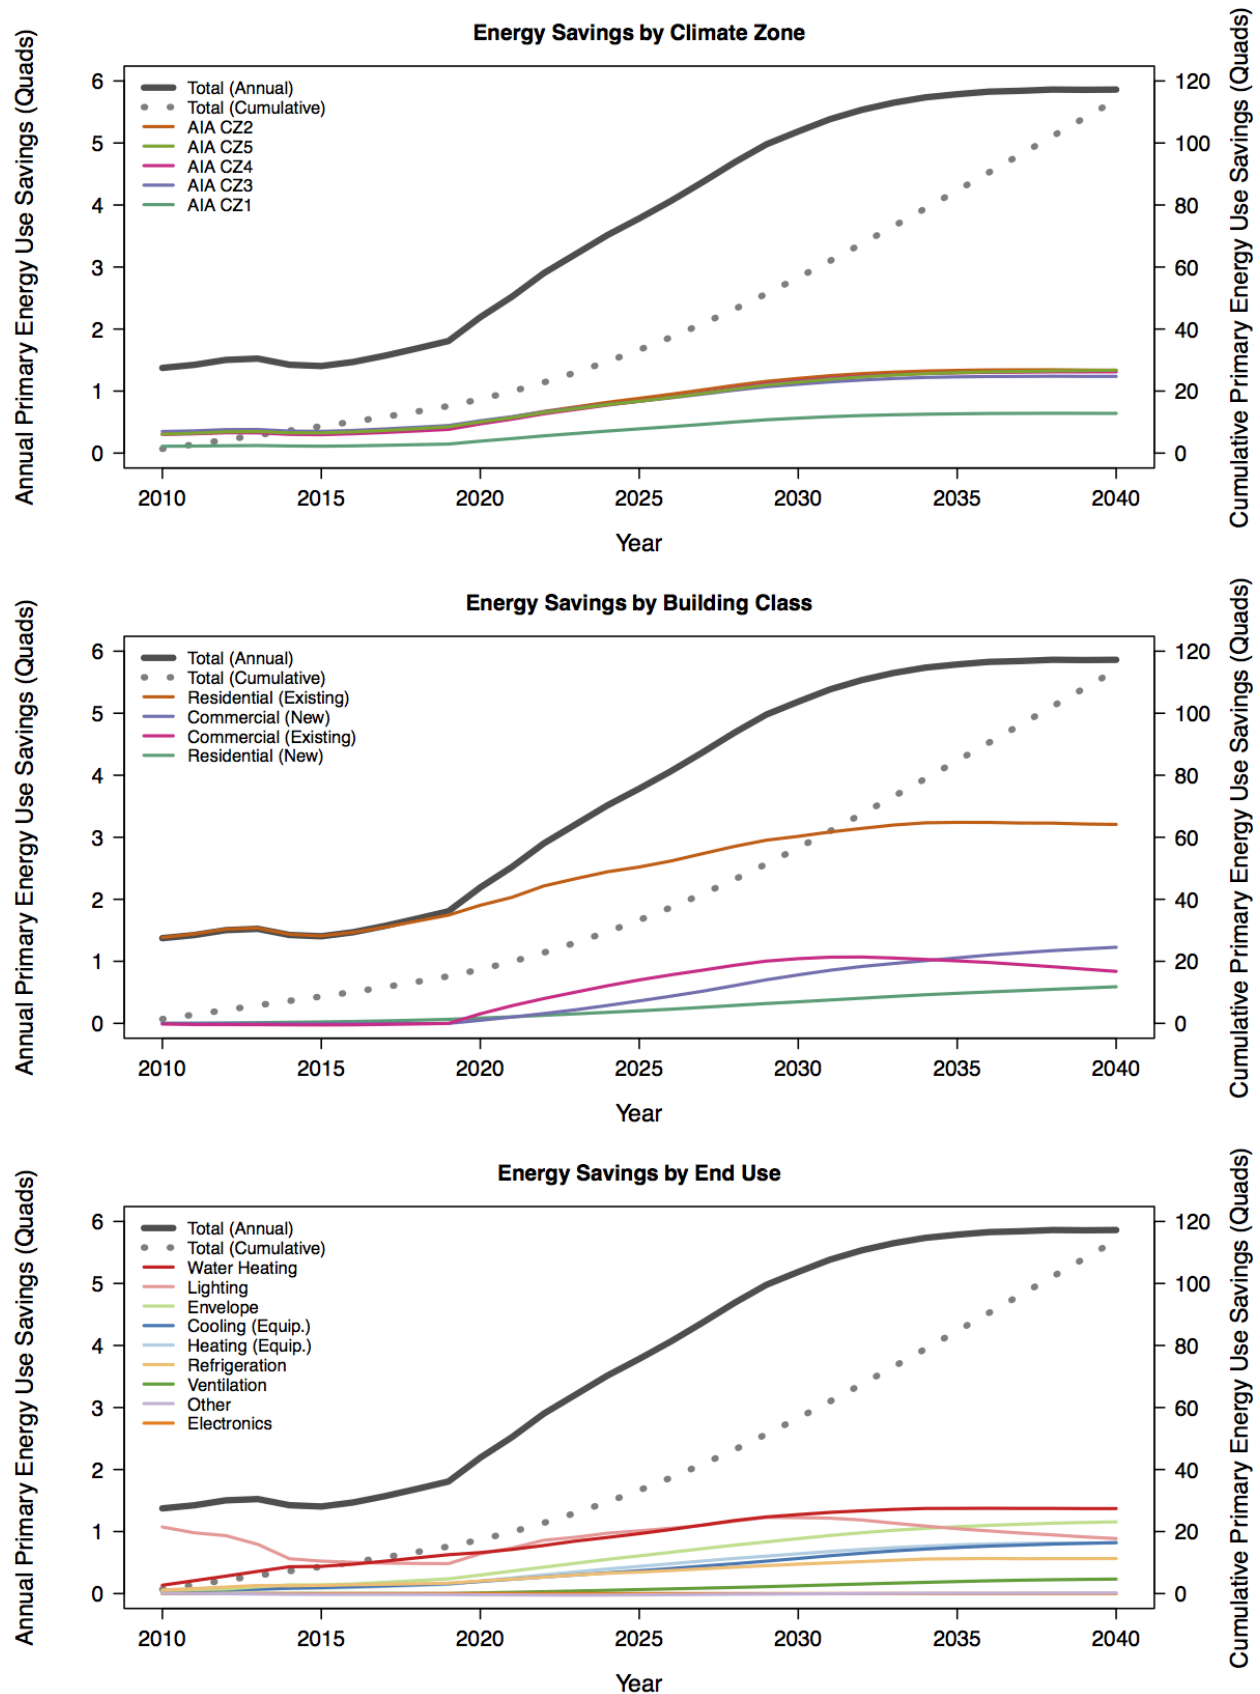 Energy Savings by Climate Zone
Annual Primary Energy Use Savings (Quads)
Cumulative Primary Energy Use Savings (Quads)
6
5
4
3
2
1
0
120
100
80
60
40
20
0
Total (Annual)
Total (Cumulative)
AIA CZ2
AIA CZ5
AIA CZ4
AIA CZ3
AIA CZ1
2010 2015 2020 2025 2030 2035 2040
Year
Energy Savings by Building Class
Annual Primary Energy Use Savings (Quads)
Cumulative Primary Energy Use Savings (Quads)
6
5
4
3
2
1
0
120
100
80
60
40
20
0
Total (Annual)
Total (Cumulative)
Residential (Existing)
Commercial (New)
Commercial (Existing)
Residential (New)
2010 2015 2020 2025 2030 2035 2040
Year
Energy Savings by End Use
Annual Primary Energy Use Savings (Quads)
Cumulative Primary Energy Use Savings (Quads)
6
5
4
3
2
1
0
120
100
80
60
40
20
0
Total (Annual)
Total (Cumulative)
Water Heating
Lighting
Envelope
Cooling (Equip.)
Heating (Equip.)
Refrigeration
Ventilation
Other
Electronics
2010 2015 2020 2025 2030 2035 2040
Year